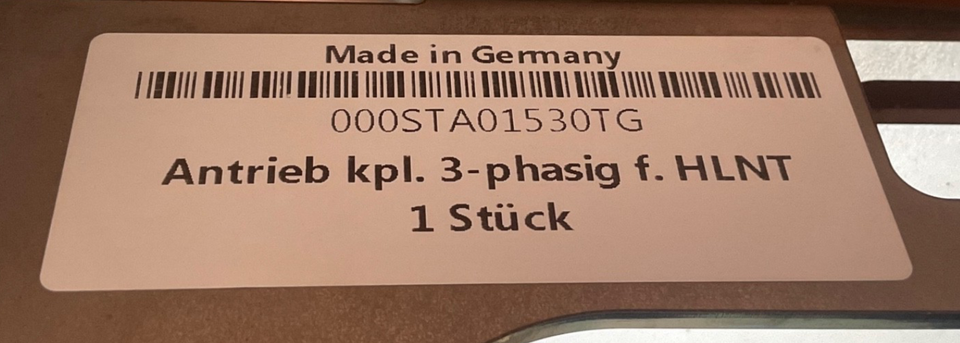 Made in Germany
000STA01530TG
Antrieb kpl. 3-phasig f. HLNT
1 Stück